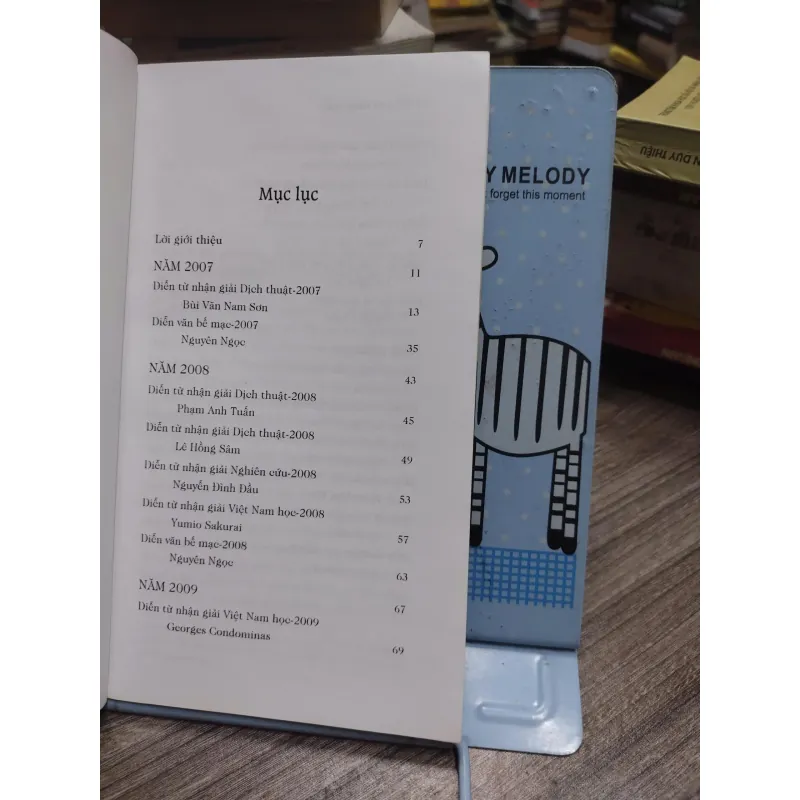 Mục lục
Lời giới thiệu 7
NĂM 2007 11
Diễn từ nhận giải Dịch thuật-2007
Bùi Văn Nam Sơn 13
Diễn văn bế mạc-2007
Nguyên Ngọc 35
NĂM 2008 43
Diễn từ nhận giải Dịch thuật-2008
Phạm Anh Tuấn 45
Diễn từ nhận giải Dịch thuật-2008
Lê Hồng Sâm 49
Diễn từ nhận giải Nghiên cứu-2008
Nguyễn Đình Đầu 53
Diễn từ nhận giải Việt Nam học-2008
Yumio Sakurai 57
Diễn văn bế mạc-2008
Nguyên Ngọc 63
NĂM 2009 67
Diễn từ nhận giải Việt Nam học-2009
Georges Condominas 69
Y MELODY
forget this moment
DUY THIỆU